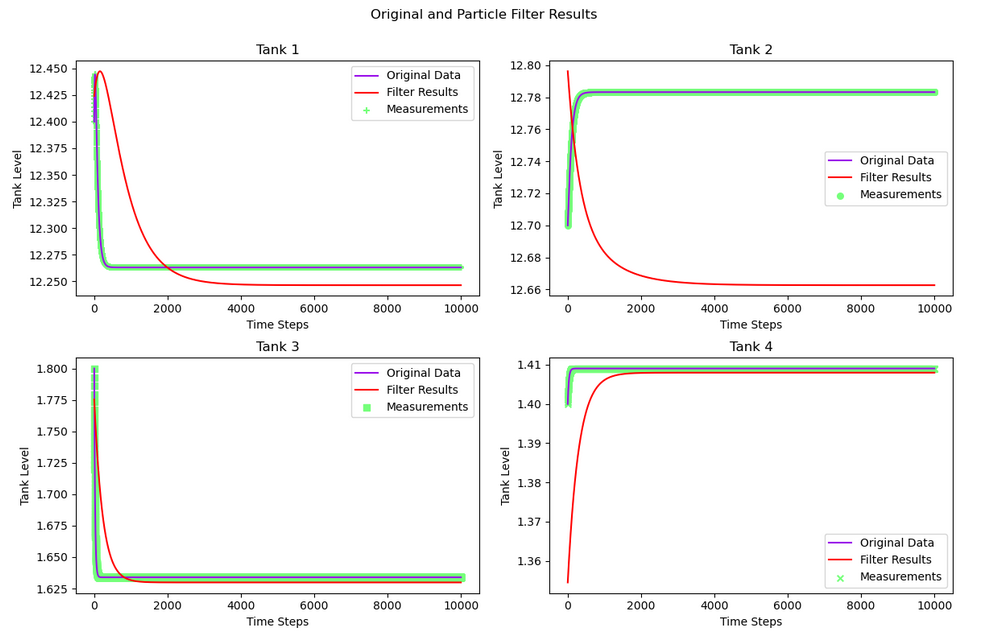 Original and Particle Filter Results
Tank 1
Tank Level
12.450
12.425
12.400
12.375
12.350
12.325
12.300
12.275
12.250
Original Data
Filter Results
Measurements
0 2000 4000 6000 8000 10000
Time Steps
Tank 2
Tank Level
12.80
12.78
12.76
12.74
12.72
12.70
12.68
12.66
Original Data
Filter Results
Measurements
0 2000 4000 6000 8000 10000
Time Steps
Tank 3
Tank Level
1.800
1.775
1.750
1.725
1.700
1.675
1.650
1.625
Original Data
Filter Results
Measurements
0 2000 4000 6000 8000 10000
Time Steps
Tank 4
Tank Level
1.41
1.40
1.39
1.38
1.37
1.36
Original Data
Filter Results
Measurements
0 2000 4000 6000 8000 10000
Time Steps